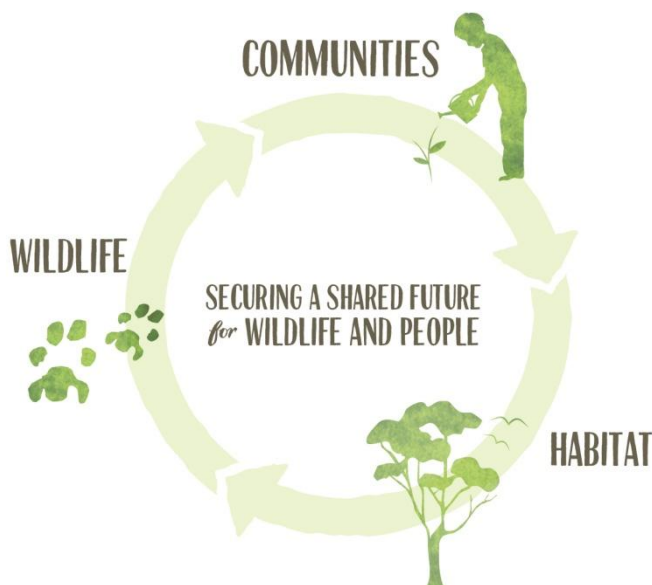 COMMUNITIES
WILDLIFE
SECURING A SHARED FUTURE
for WILDLIFE AND PEOPLE
HABITAT